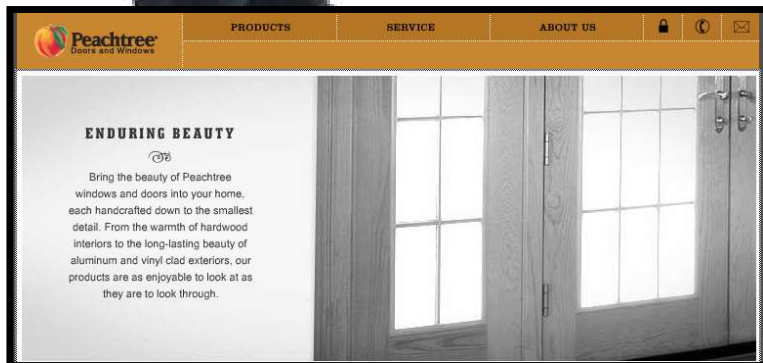 PRODUCTS SERVICE ABOUT US
Peachtree
Doors and Windows
ENDURING BEAUTY
Bring the beauty of Peachtree
windows and doors into your home,
each handcrafted down to the smallest
detail. From the warmth of hardwood
interiors to the long-lasting beauty of
aluminum and vinyl clad exteriors, our
products are as enjoyable to look at as
they are to look through.